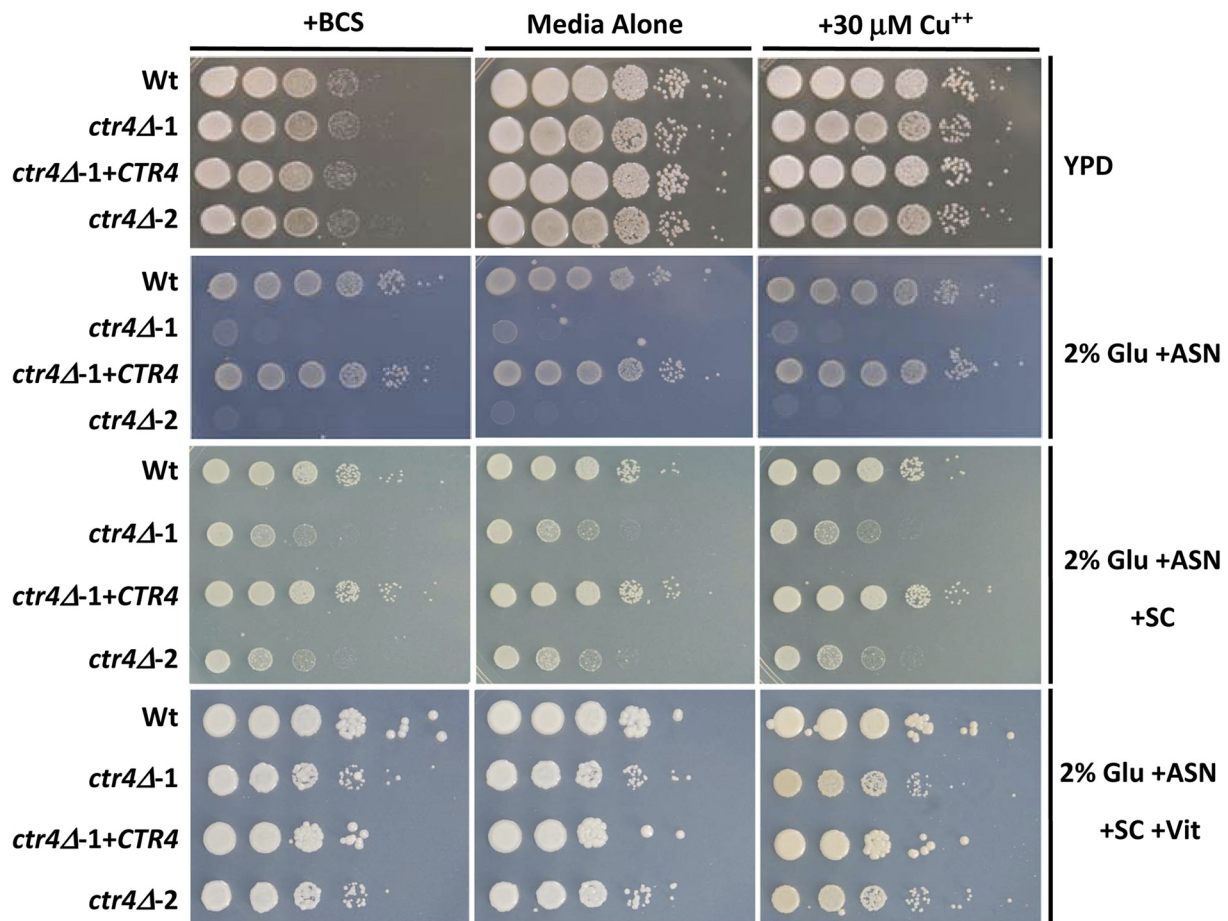 +BCS
Media Alone
+30 μM Cu⁺⁺
Wt
ctr4Δ-1
ctr4Δ-1+CTR4
ctr4Δ-2
YPD
Wt
ctr4Δ-1
ctr4Δ-1+CTR4
ctr4Δ-2
2% Glu +ASN
Wt
ctr4Δ-1
ctr4Δ-1+CTR4
ctr4Δ-2
2% Glu +ASN
+SC
Wt
ctr4Δ-1
ctr4Δ-1+CTR4
ctr4Δ-2
2% Glu +ASN
+SC +Vit